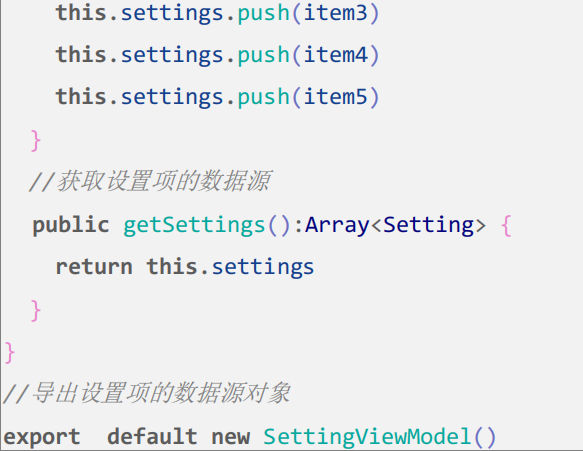 this.settings.push(item3)
this.settings.push(item4)
this.settings.push(item5)
}
//获取设置项的数据源
public getSettings():Array<Setting> {
return this.settings
}
}
//导出设置项的数据源对象
export  default new SettingViewModel()